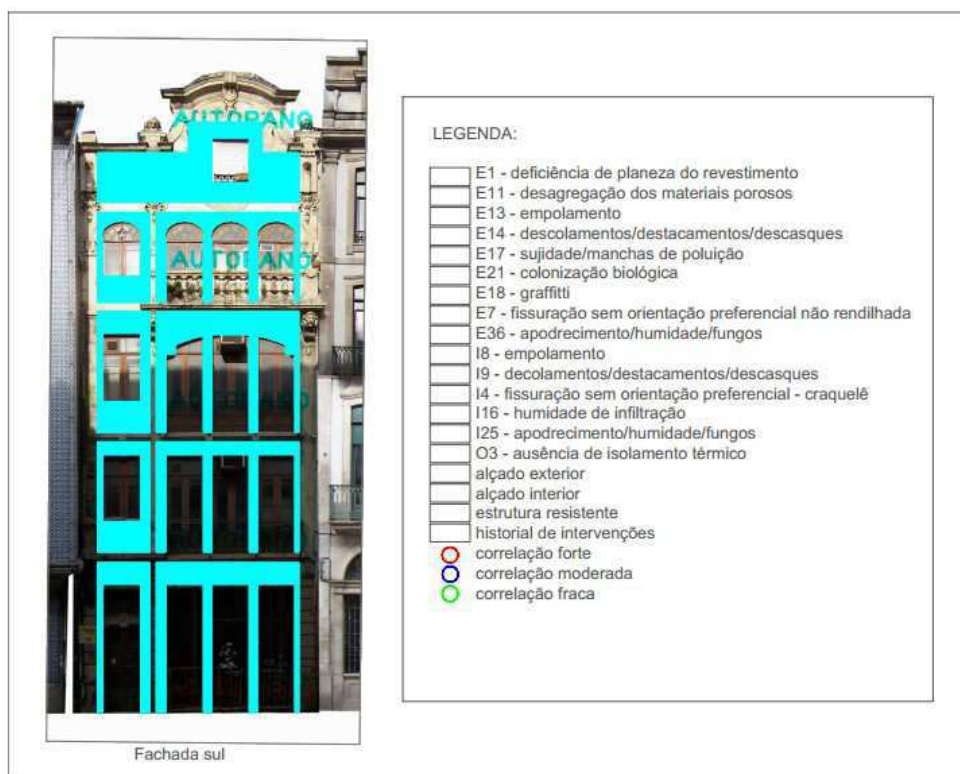 AUTORANO
AUTORANO
AUTORANO
Fachada sul
LEGENDA:
E1 - deficiência de planeza do revestimento
E11 - desagregação dos materiais porosos
E13 - empolamento
E14 - descolamentos/destacamentos/descasques
E17 - sujidade/manchas de poluição
E21 - colonização biológica
E18 - graffitti
E7 - fissuração sem orientação preferencial não rendilhada
E36 - apodrecimento/humidade/fungos
I8 - empolamento
I9 - decolamentos/destacamentos/descasques
I4 - fissuração sem orientação preferencial - craquelê
I16 - humidade de infiltração
I25 - apodrecimento/humidade/fungos
O3 - ausência de isolamento térmico
alçado exterior
alçado interior
estrutura resistente
historial de intervenções
correlação forte
correlação moderada
correlação fraca